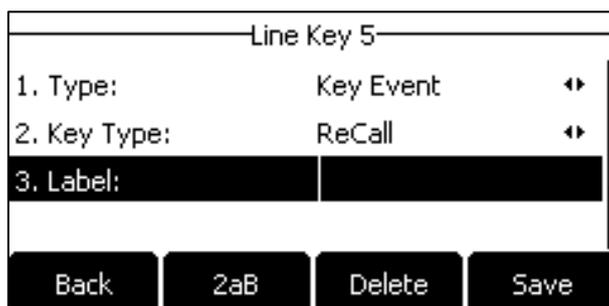 Line Key 5
1. Type: Key Event
2. Key Type: ReCall
3. Label:
Back 2aB Delete Save